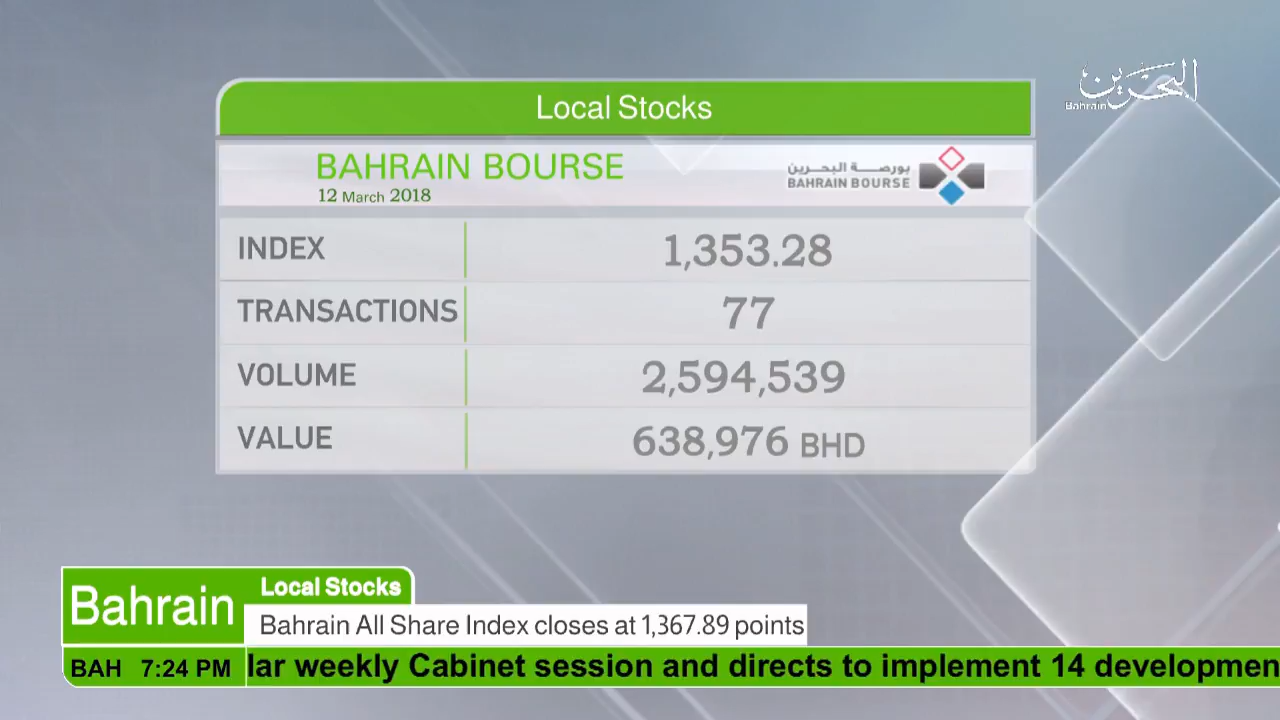 Local Stocks
البحرين
Bahrain
BAHRAIN BOURSE
12 March 2018
بورصة البحرين
BAHRAIN BOURSE
INDEX 1,353.28
TRANSACTIONS 77
VOLUME 2,594,539
VALUE 638,976 BHD
Bahrain
Local Stocks
Bahrain All Share Index closes at 1,367.89 points
BAH 7:24 PM lar weekly Cabinet session and directs to implement 14 developmen